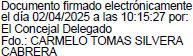 Documento firmado electrónicamente
el día 02/04/2025 a las 10:15:27 por:
El Concejal Delegado
Fdo.: CARMELO TOMAS SILVERA
CABRERA